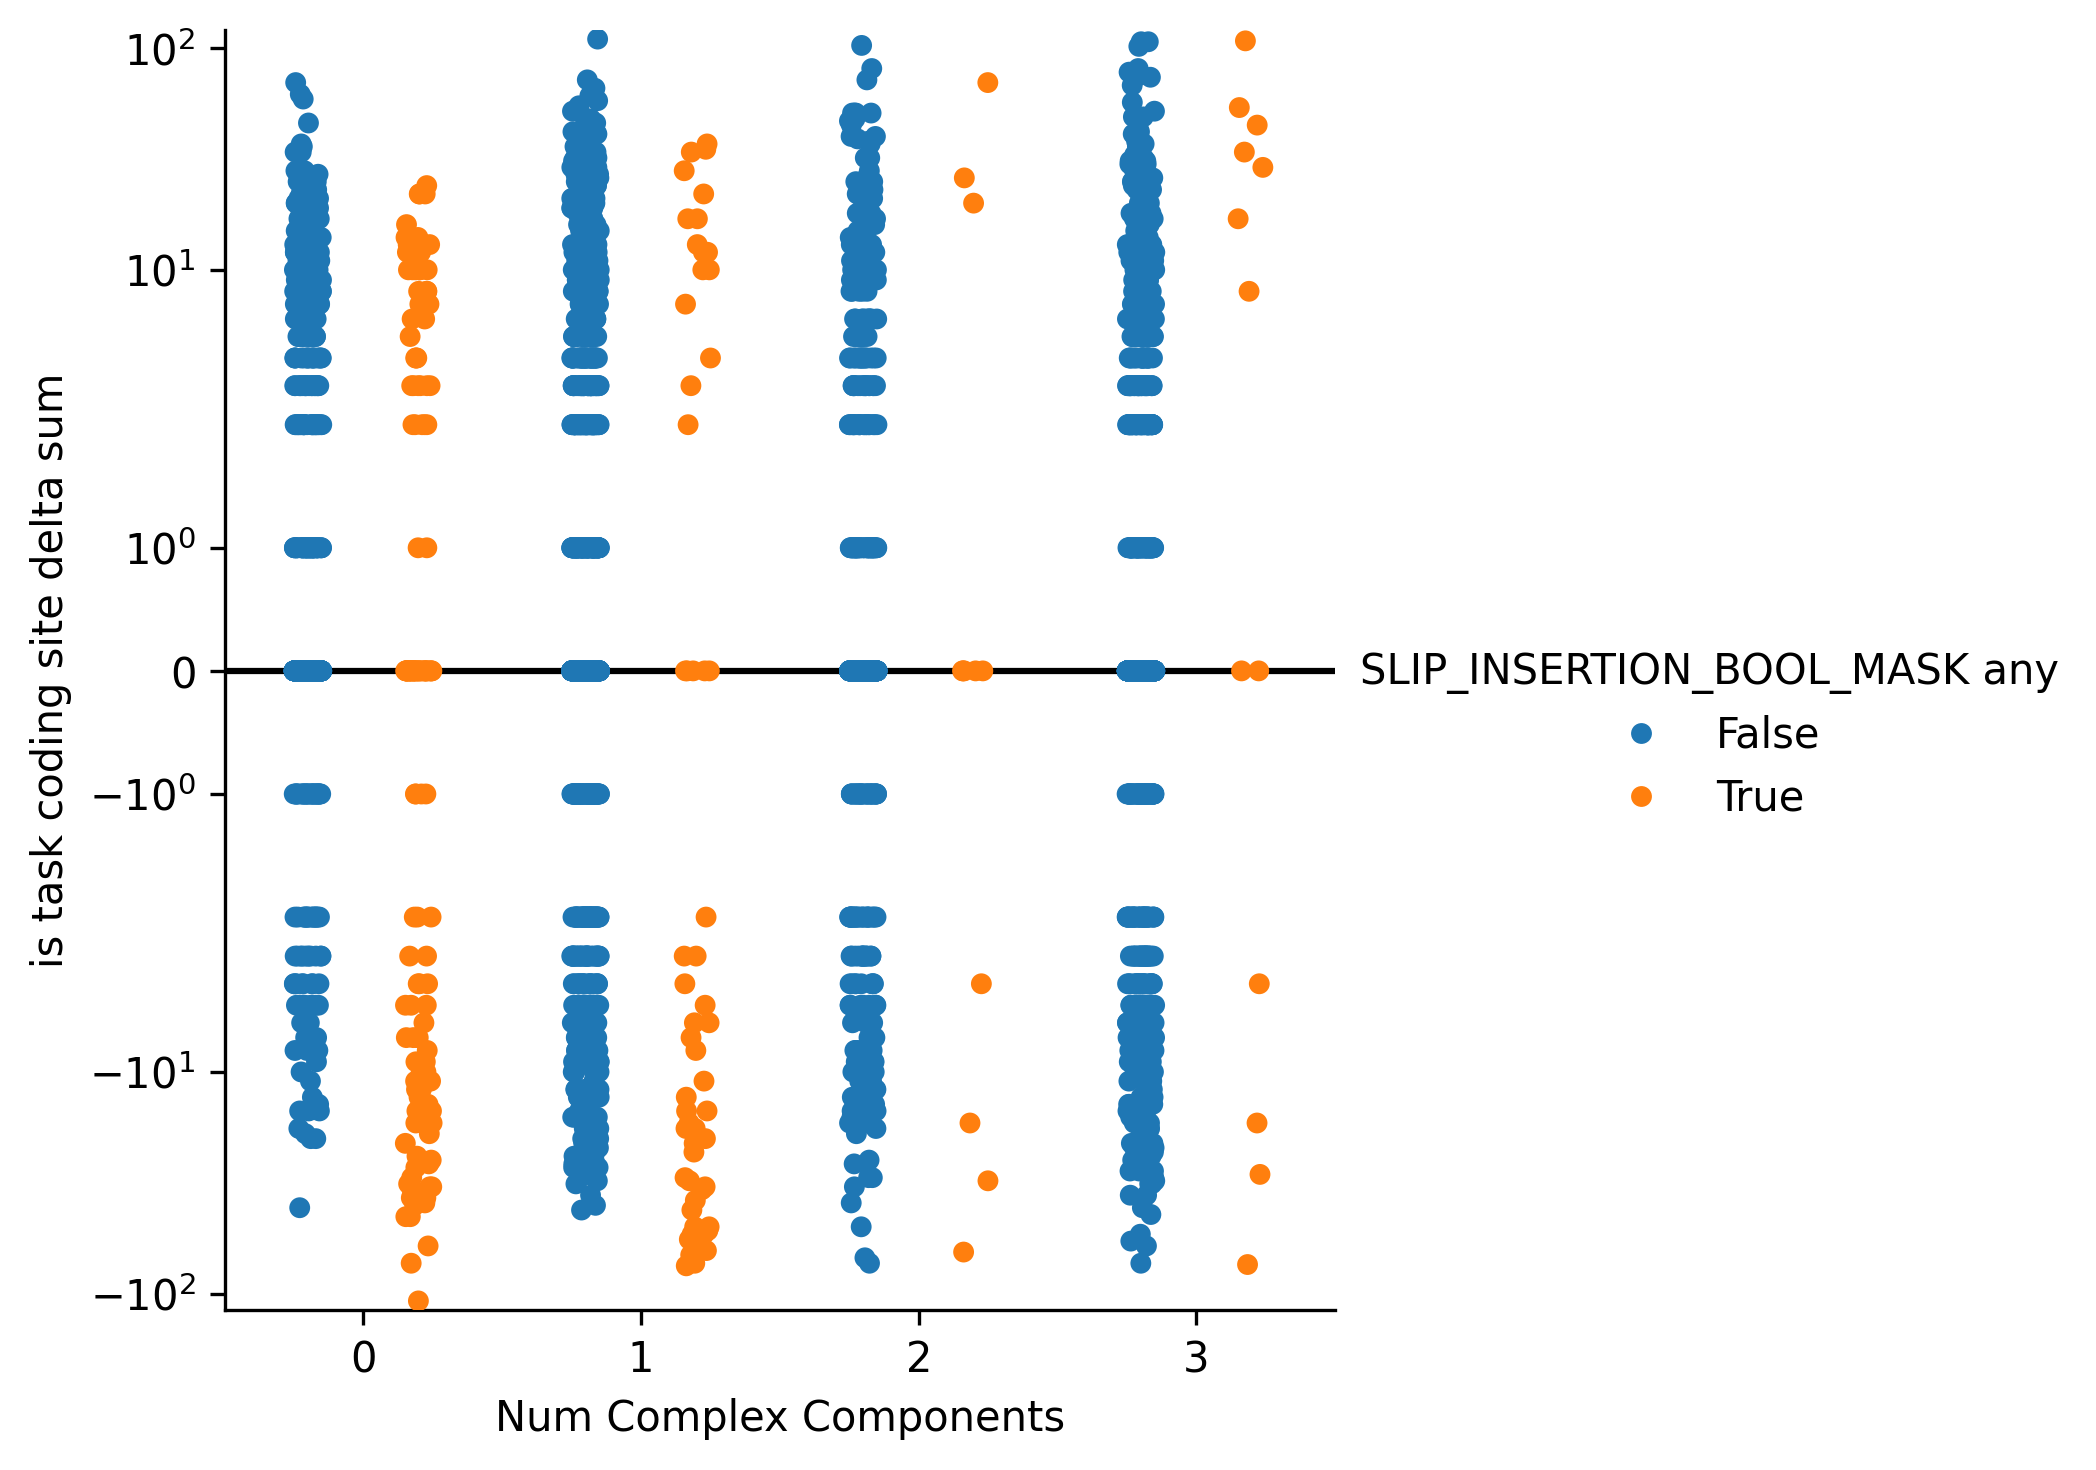 is task coding site delta sum
10²
10¹
10⁰
0
−10⁰
−10¹
−10²
0 1 2 3
Num Complex Components
SLIP_INSERTION_BOOL_MASK any
False
True